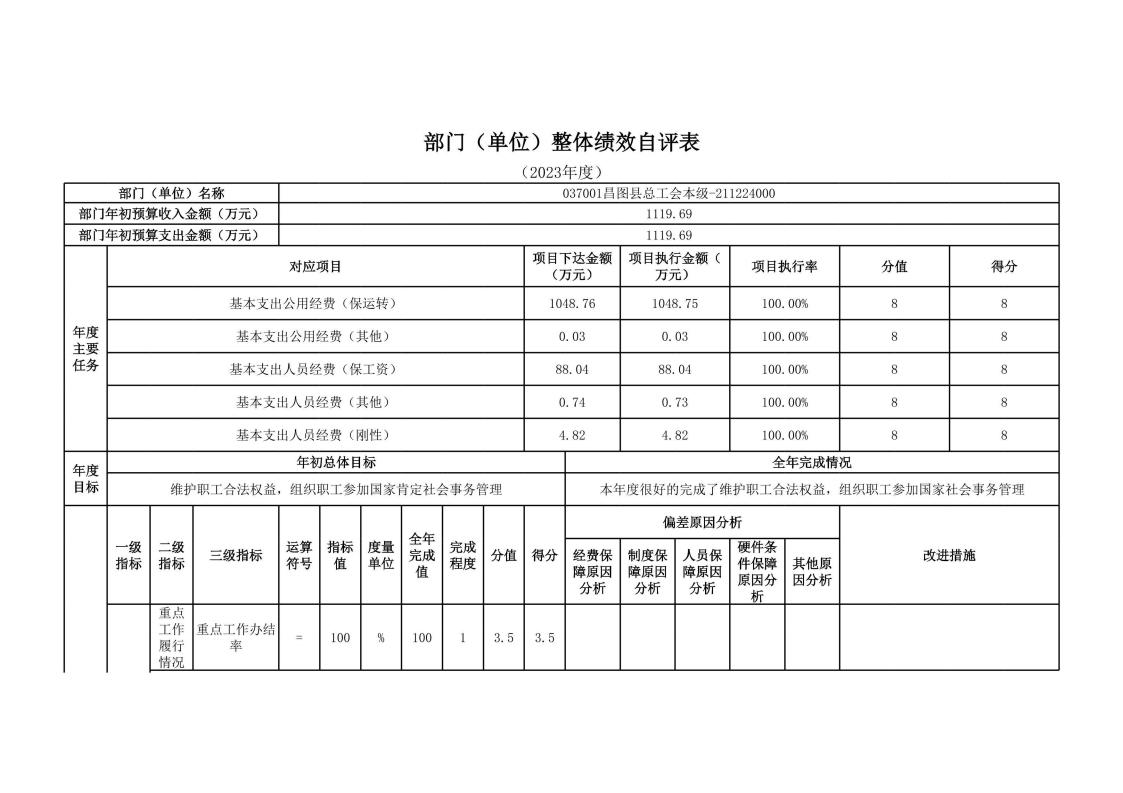 部门（单位）整体绩效自评表
（2023年度）
部门（单位）名称 037001昌图县总工会本级-211224000
部门年初预算收入金额（万元） 1119.69
部门年初预算支出金额（万元） 1119.69
年度
主要
任务
对应项目 项目下达金额
（万元） 项目执行金额（
万元） 项目执行率 分值 得分
基本支出公用经费（保运转） 1048.76 1048.75 100.00% 8 8
基本支出公用经费（其他） 0.03 0.03 100.00% 8 8
基本支出人员经费（保工资） 88.04 88.04 100.00% 8 8
基本支出人员经费（其他） 0.74 0.73 100.00% 8 8
基本支出人员经费（刚性） 4.82 4.82 100.00% 8 8
年度
目标
年初总体目标 全年完成情况
维护职工合法权益，组织职工参加国家肯定社会事务管理 本年度很好的完成了维护职工合法权益，组织职工参加国家社会事务管理
一级
指标
二级
指标
三级指标
运算
符号
指标
值
度量
单位
全年
完成
值
完成
程度
分值
得分
偏差原因分析
经费保
障原因
分析
制度保
障原因
分析
人员保
障原因
分析
硬件条
件保障
原因分
析
其他原
因分析
改进措施
重点
工作
履行
情况
重点工作办结
率
= 100 % 100 1 3.5 3.5